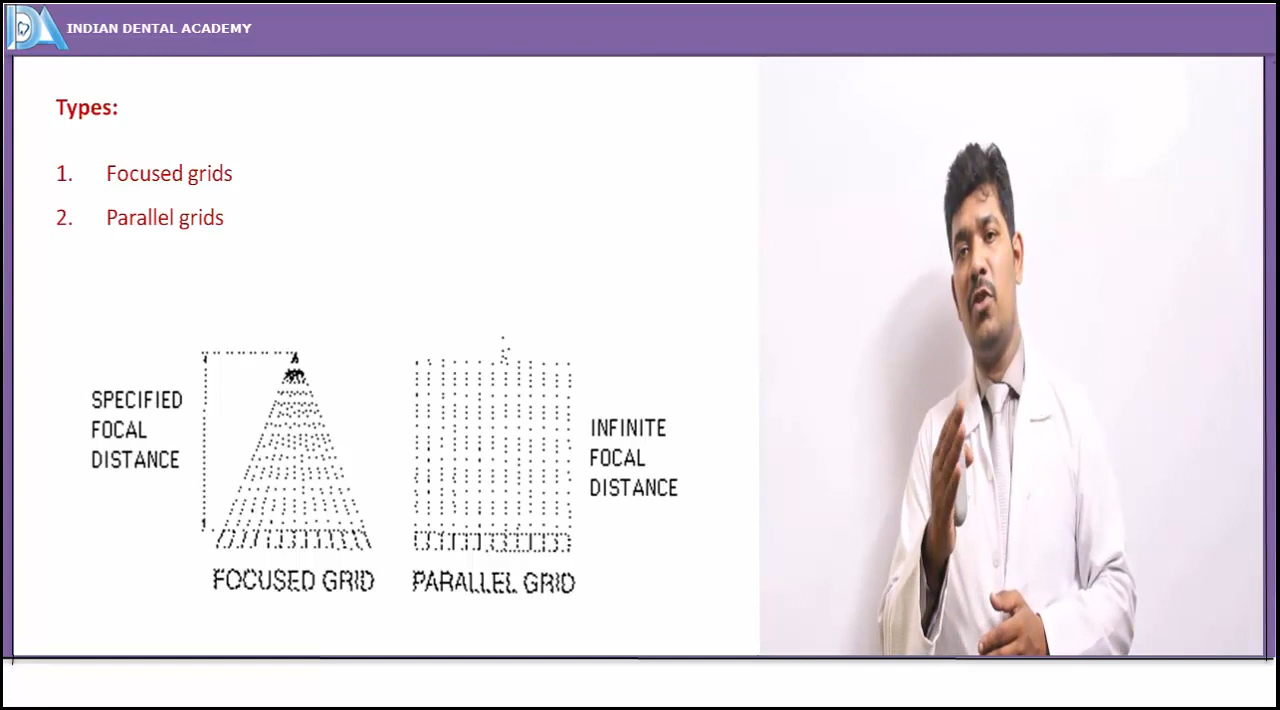 INDIAN DENTAL ACADEMY
Types:
1. Focused grids
2. Parallel grids
SPECIFIED
FOCAL
DISTANCE
INFINITE
FOCAL
DISTANCE
FOCUSED GRID
PARALLEL GRID